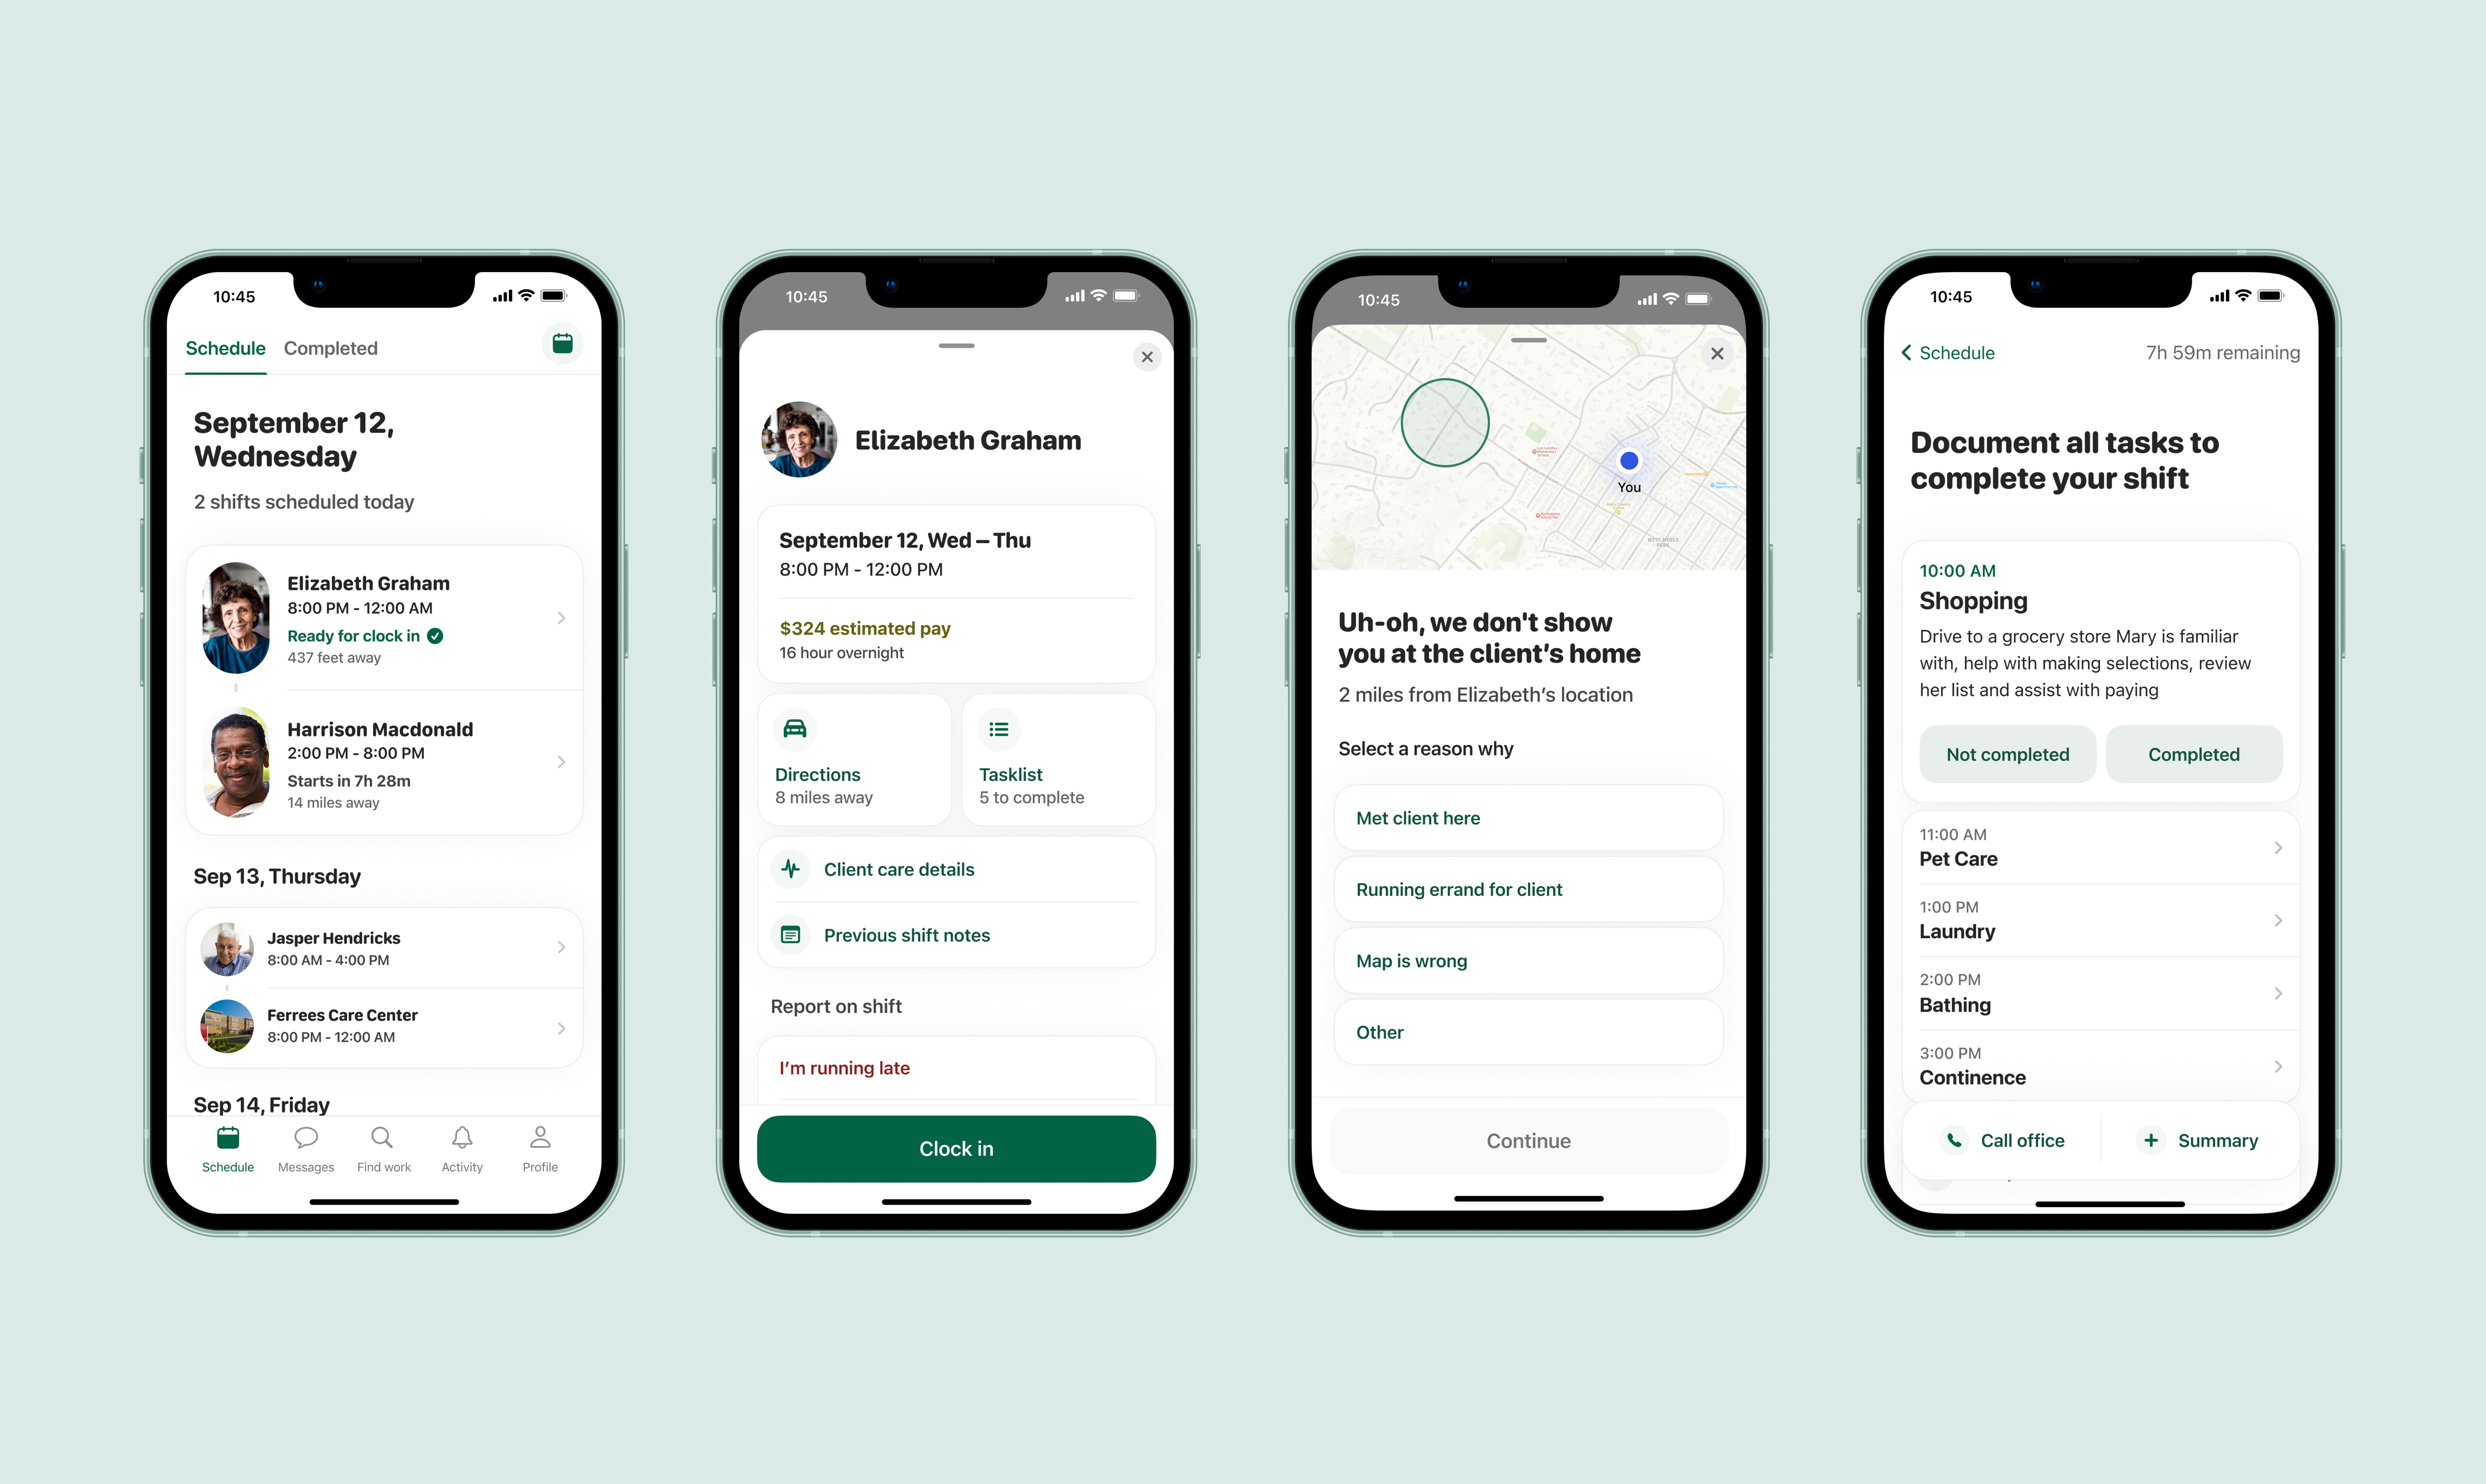 10:45
Schedule
Completed
September 12,
Wednesday
2 shifts scheduled today
Elizabeth Graham
8:00 PM - 12:00 AM
Ready for clock in
437 feet away
Harrison Macdonald
2:00 PM - 8:00 PM
Starts in 7h 28m
14 miles away
Sep 13, Thursday
Jasper Hendricks
8:00 AM - 4:00 PM
Ferrees Care Center
8:00 PM - 12:00 AM
Sep 14, Friday
Schedule
Messages
Find work
Activity
Profile
10:45
Elizabeth Graham
September 12, Wed – Thu
8:00 PM - 12:00 PM
$324 estimated pay
16 hour overnight
Directions
8 miles away
Tasklist
5 to complete
Client care details
Previous shift notes
Report on shift
I’m running late
Clock in
10:45
You
WEST MENLO
PARK
Uh-oh, we don't show
you at the client’s home
2 miles from Elizabeth’s location
Select a reason why
Met client here
Running errand for client
Map is wrong
Other
Continue
10:45
Schedule
7h 59m remaining
Document all tasks to
complete your shift
10:00 AM
Shopping
Drive to a grocery store Mary is familiar
with, help with making selections, review
her list and assist with paying
Not completed
Completed
11:00 AM
Pet Care
1:00 PM
Laundry
2:00 PM
Bathing
3:00 PM
Continence
Call office
Summary